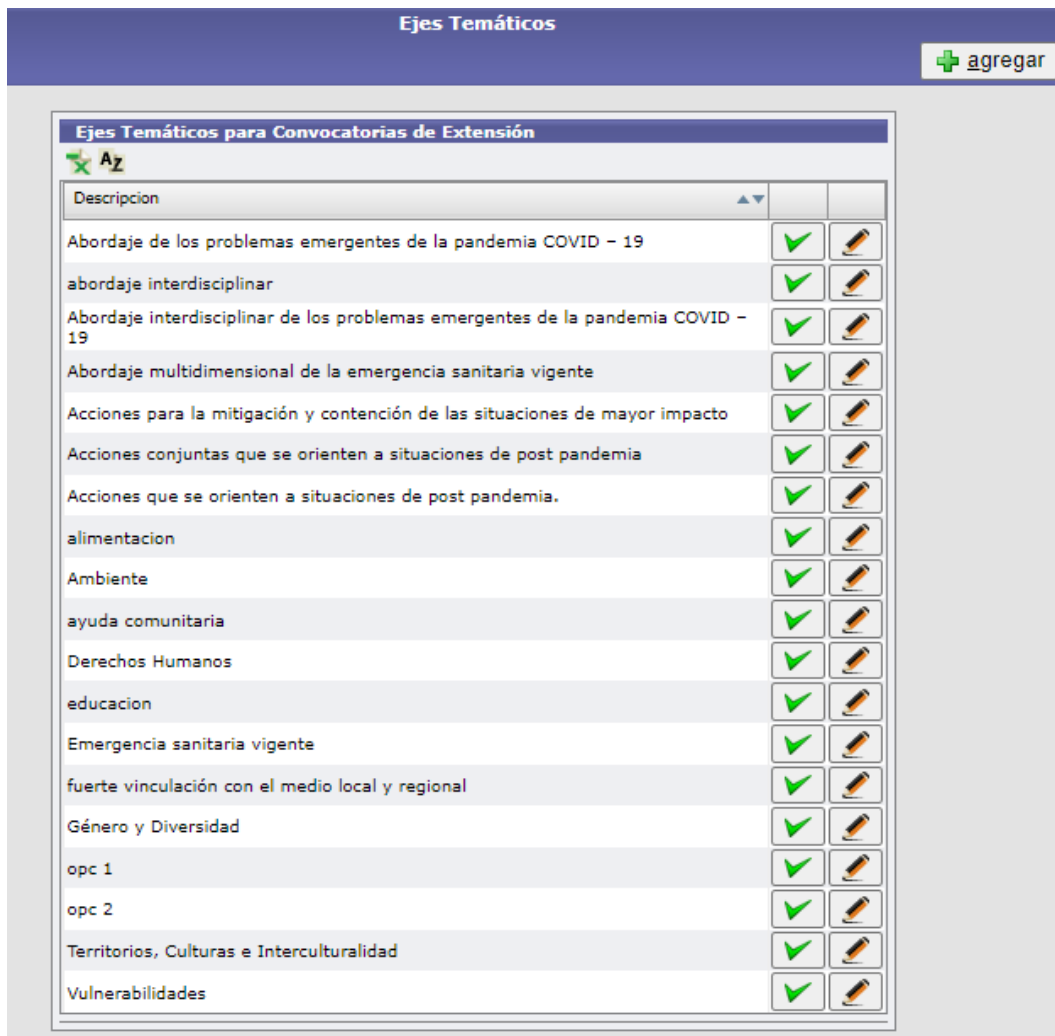 Ejes Temáticos
agregar
Ejes Temáticos para Convocatorias de Extensión
AZ
Descripcion
Abordaje de los problemas emergentes de la pandemia COVID – 19
abordaje interdisciplinar
Abordaje interdisciplinar de los problemas emergentes de la pandemia COVID –
19
Abordaje multidimensional de la emergencia sanitaria vigente
Acciones para la mitigación y contención de las situaciones de mayor impacto
Acciones conjuntas que se orienten a situaciones de post pandemia
Acciones que se orienten a situaciones de post pandemia.
alimentacion
Ambiente
ayuda comunitaria
Derechos Humanos
educacion
Emergencia sanitaria vigente
fuerte vinculación con el medio local y regional
Género y Diversidad
opc 1
opc 2
Territorios, Culturas e Interculturalidad
Vulnerabilidades